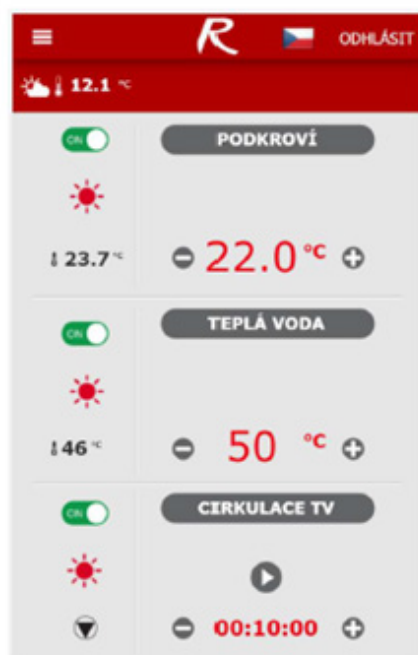 R ODHLÁSIT
12.1 °C
ON PODKROVÍ
23.7 °C 22.0 °C
ON TEPLÁ VODA
46 °C 50 °C
ON CIRKULACE TV
00:10:00